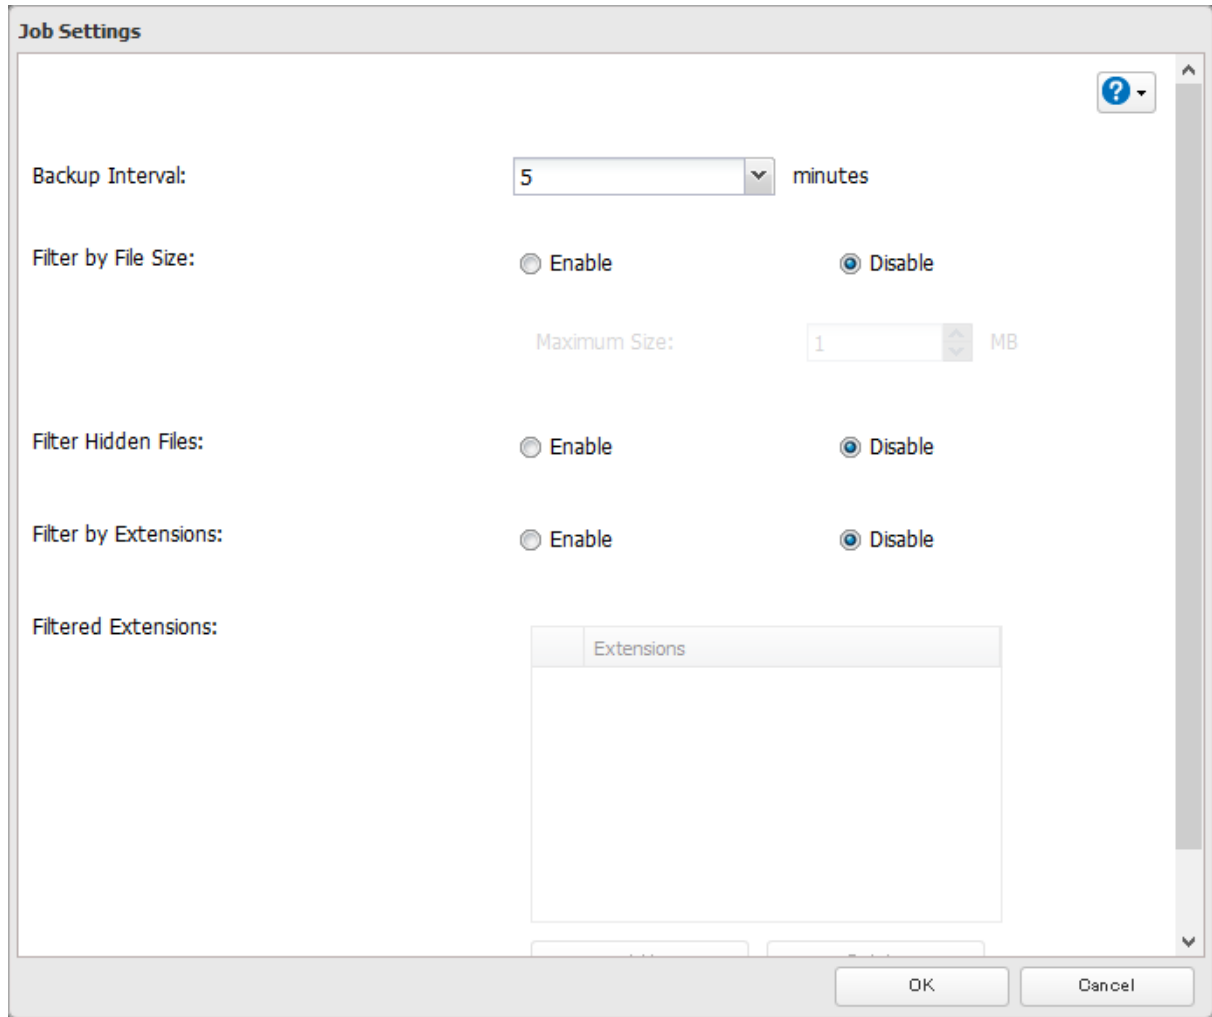 Job Settings
Backup Interval: 5 minutes
Filter by File Size: Enable Disable
Maximum Size: 1 MB
Filter Hidden Files: Enable Disable
Filter by Extensions: Enable Disable
Filtered Extensions:
Extensions
OK Cancel